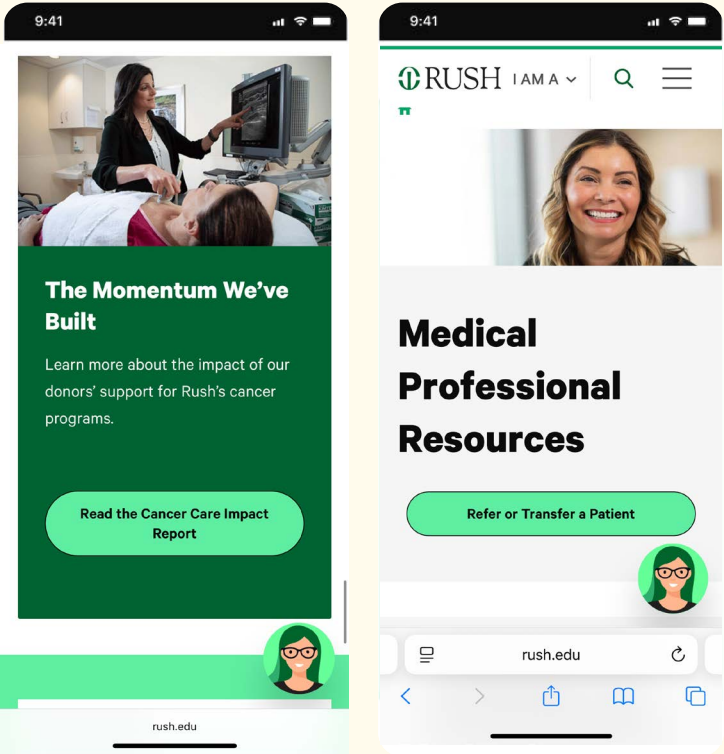 9:41
The Momentum We've
Built
Learn more about the impact of our
donors' support for Rush's cancer
programs.
Read the Cancer Care Impact
Report
rush.edu
9:41
RUSH
I AM A
Medical
Professional
Resources
Refer or Transfer a Patient
rush.edu